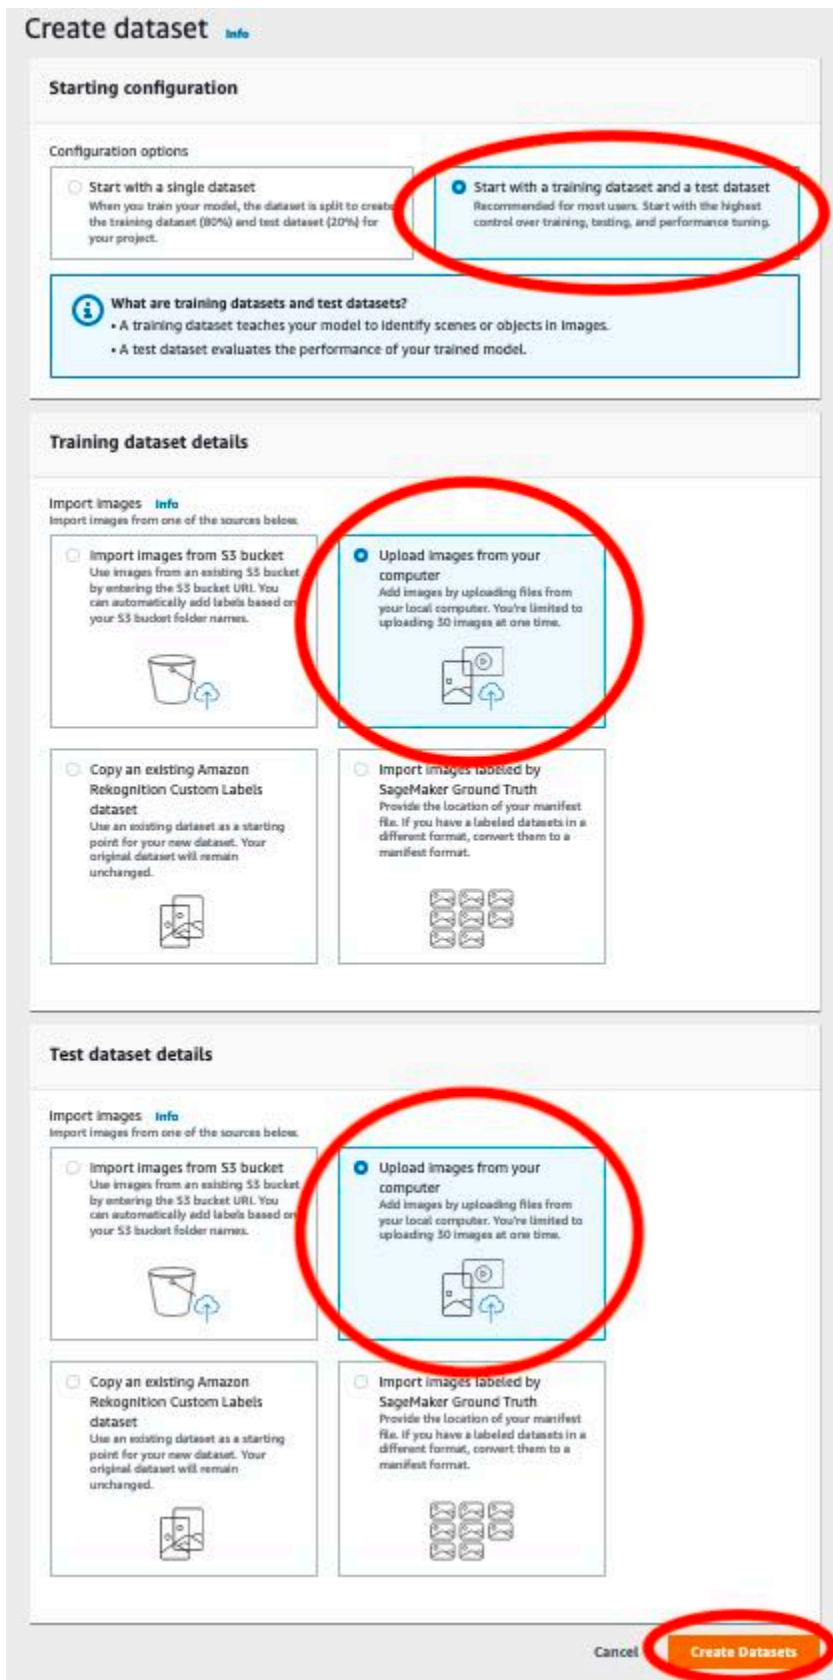 Create dataset Info
Starting configuration
Configuration options
Start with a single dataset
When you train your model, the dataset is split to create
the training dataset (80%) and test dataset (20%) for
your project.
Start with a training dataset and a test dataset
Recommended for most users. Start with the highest
control over training, testing, and performance tuning.
What are training datasets and test datasets?
• A training dataset teaches your model to identify scenes or objects in images.
• A test dataset evaluates the performance of your trained model.
Training dataset details
Import images Info
Import images from one of the sources below.
Import images from S3 bucket
Use images from an existing S3 bucket
by entering the S3 bucket URI. You
can automatically add labels based on
your S3 bucket folder names.
Upload images from your
computer
Add images by uploading files from
your local computer. You're limited to
uploading 30 images at one time.
Copy an existing Amazon
Rekognition Custom Labels
dataset
Use an existing dataset as a starting
point for your new dataset. Your
original dataset will remain
unchanged.
Import images labeled by
SageMaker Ground Truth
Provide the location of your manifest
file. If you have a labeled datasets in a
different format, convert them to a
manifest format.
Test dataset details
Import images Info
Import images from one of the sources below.
Import images from S3 bucket
Use images from an existing S3 bucket
by entering the S3 bucket URI. You
can automatically add labels based on
your S3 bucket folder names.
Upload images from your
computer
Add images by uploading files from
your local computer. You're limited to
uploading 30 images at one time.
Copy an existing Amazon
Rekognition Custom Labels
dataset
Use an existing dataset as a starting
point for your new dataset. Your
original dataset will remain
unchanged.
Import images labeled by
SageMaker Ground Truth
Provide the location of your manifest
file. If you have a labeled datasets in a
different format, convert them to a
manifest format.
Cancel
Create Datasets